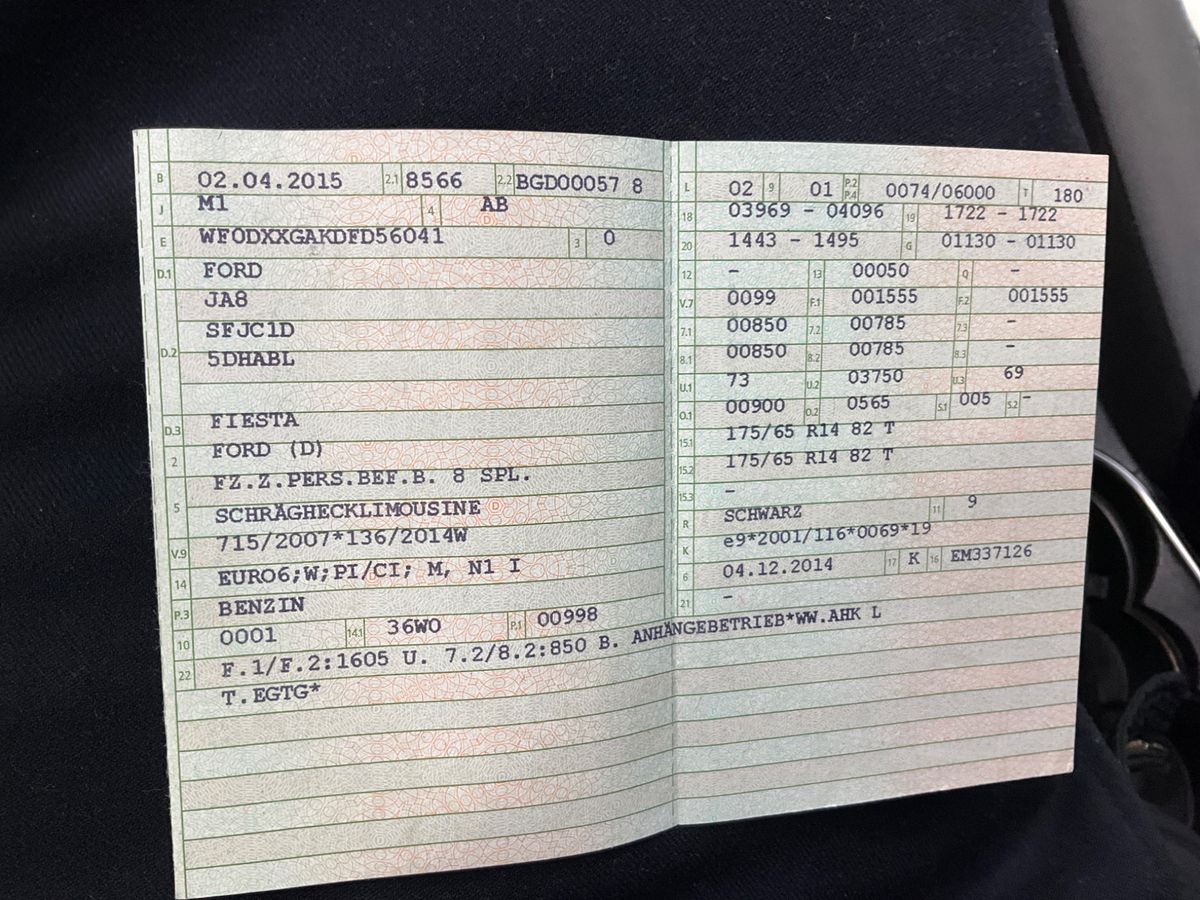 B 02.04.2015 2.1 8566 2.2 BGD00057 8
J M1 4 AB
E WF0DXXGAKDFD56041 3 0
D.1 FORD
JA8
D.2 SFJC1D
5DHABL
D.3 FIESTA
2 FORD (D)
FZ.Z.PERS.BEF.B. 8 SPL.
5 SCHRÄGHECKLIMOUSINE
V.9 715/2007*136/2014W
14 EURO6;W;PI/CI; M, N1 I
P.3 BENZIN
10 0001 14.1 36W0 P.1 00998
22 F.1/F.2:1605 U. 7.2/8.2:850 B. ANHÄNGEBETRIEB*WW.AHK L
T.EGTG*
L 02 9 01 P.2 P.4 0074/06000 T 180
18 03969 - 04096 19 1722 - 1722
20 1443 - 1495 G 01130 - 01130
12 - 13 00050 Q -
V.7 0099 F.1 001555 F.2 001555
7.1 00850 7.2 00785 7.3 -
8.1 00850 8.2 00785 8.3 -
U.1 73 U.2 03750 U.3 69
O.1 00900 O.2 0565 S.1 005 S.2 -
15.1 175/65 R14 82 T
15.2 175/65 R14 82 T
15.3 -
R SCHWARZ 11 9
K e9*2001/116*0069*19
6 04.12.2014 17 K 16 EM337126
21 -